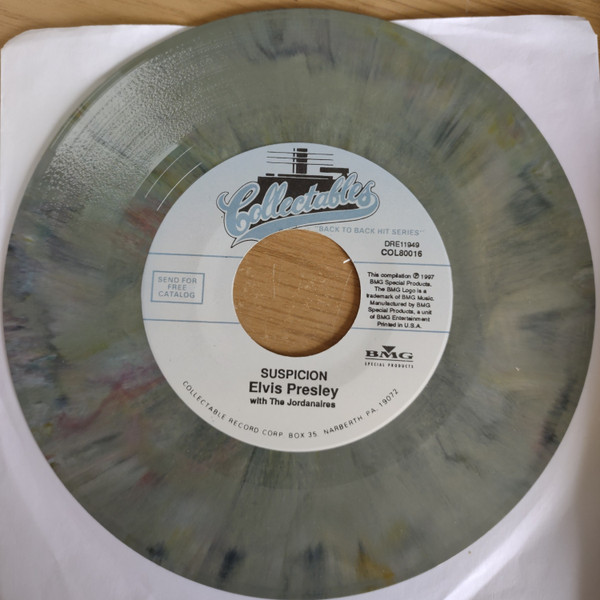 Collectables
"BACK TO BACK HIT SERIES"
DRE11949
COL80016
SEND FOR
FREE
CATALOG
This compilation ℗ 1997
BMG Special Products.
The BMG Logo is a
trademark of BMG Music.
Manufactured by BMG
Special Products, a unit
of BMG Entertainment
Printed in U.S.A.
BMG
SPECIAL PRODUCTS
SUSPICION
Elvis Presley
with The Jordanaires
COLLECTABLE RECORD CORP. BOX 35, NARBERTH PA. 19072